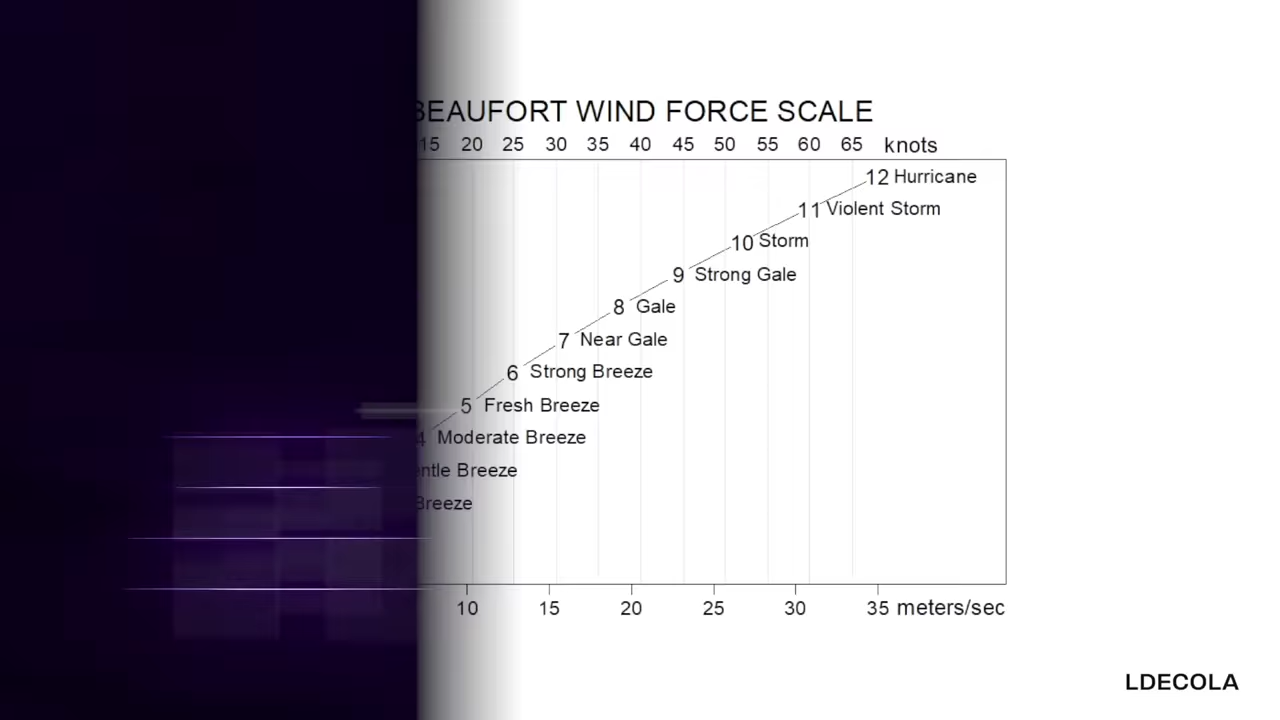 BEAUFORT WIND FORCE SCALE
15 20 25 30 35 40 45 50 55 60 65 knots
12 Hurricane
11 Violent Storm
10 Storm
9 Strong Gale
8 Gale
7 Near Gale
6 Strong Breeze
5 Fresh Breeze
4 Moderate Breeze
entle Breeze
Breeze
10 15 20 25 30 35 meters/sec
LDECOLA